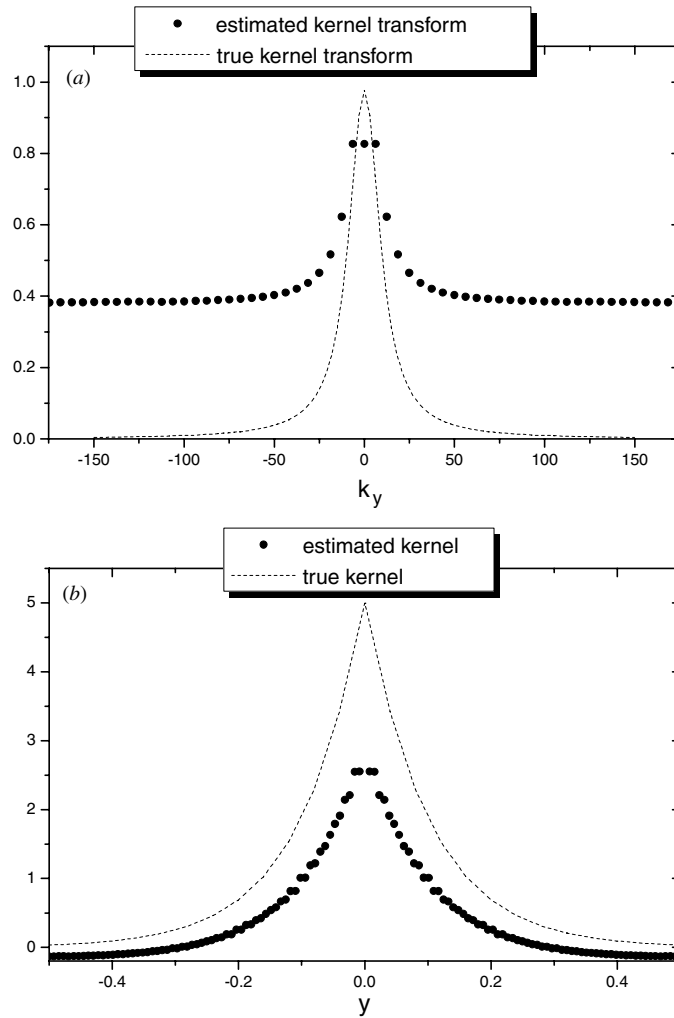 estimated kernel transform
true kernel transform
(a)
1.0
0.8
0.6
0.4
0.2
0.0
-150 -100 -50 0 50 100 150
k_y
estimated kernel
true kernel
(b)
5
4
3
2
1
0
-0.4 -0.2 0.0 0.2 0.4
y